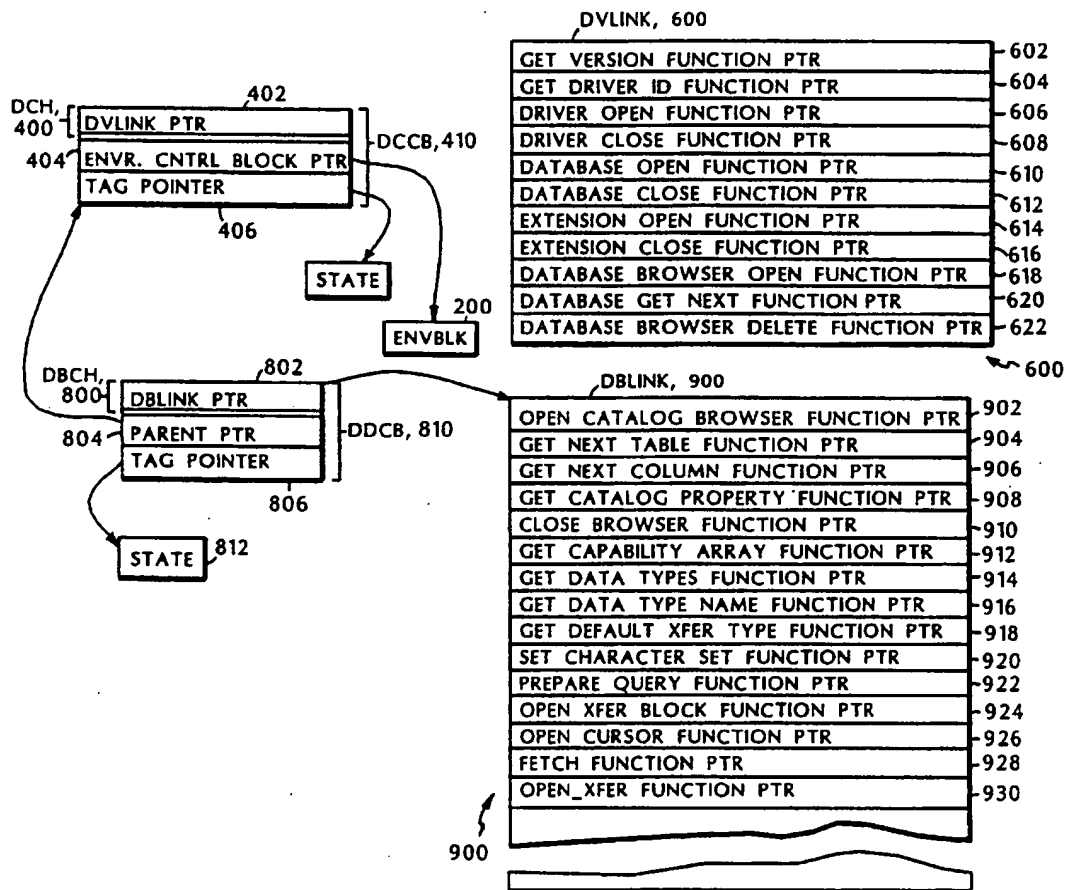 DVLINK, 600
GET VERSION FUNCTION PTR 602
GET DRIVER ID FUNCTION PTR 604
DRIVER OPEN FUNCTION PTR 606
DRIVER CLOSE FUNCTION PTR 608
DATABASE OPEN FUNCTION PTR 610
DATABASE CLOSE FUNCTION PTR 612
EXTENSION OPEN FUNCTION PTR 614
EXTENSION CLOSE FUNCTION PTR 616
DATABASE BROWSER OPEN FUNCTION PTR 618
DATABASE GET NEXT FUNCTION PTR 620
DATABASE BROWSER DELETE FUNCTION PTR 622
600
402
DCH, 400
DVLINK PTR
DCCB, 410
404 ENVR. CNTRL BLOCK PTR
TAG POINTER
406
STATE
200
ENVBLK
802
DBCH, 800
DBLINK PTR
DDCB, 810
804 PARENT PTR
TAG POINTER
806
STATE 812
DBLINK, 900
OPEN CATALOG BROWSER FUNCTION PTR 902
GET NEXT TABLE FUNCTION PTR 904
GET NEXT COLUMN FUNCTION PTR 906
GET CATALOG PROPERTY FUNCTION PTR 908
CLOSE BROWSER FUNCTION PTR 910
GET CAPABILITY ARRAY FUNCTION PTR 912
GET DATA TYPES FUNCTION PTR 914
GET DATA TYPE NAME FUNCTION PTR 916
GET DEFAULT XFER TYPE FUNCTION PTR 918
SET CHARACTER SET FUNCTION PTR 920
PREPARE QUERY FUNCTION PTR 922
OPEN XFER BLOCK FUNCTION PTR 924
OPEN CURSOR FUNCTION PTR 926
FETCH FUNCTION PTR 928
OPEN_XFER FUNCTION PTR 930
900